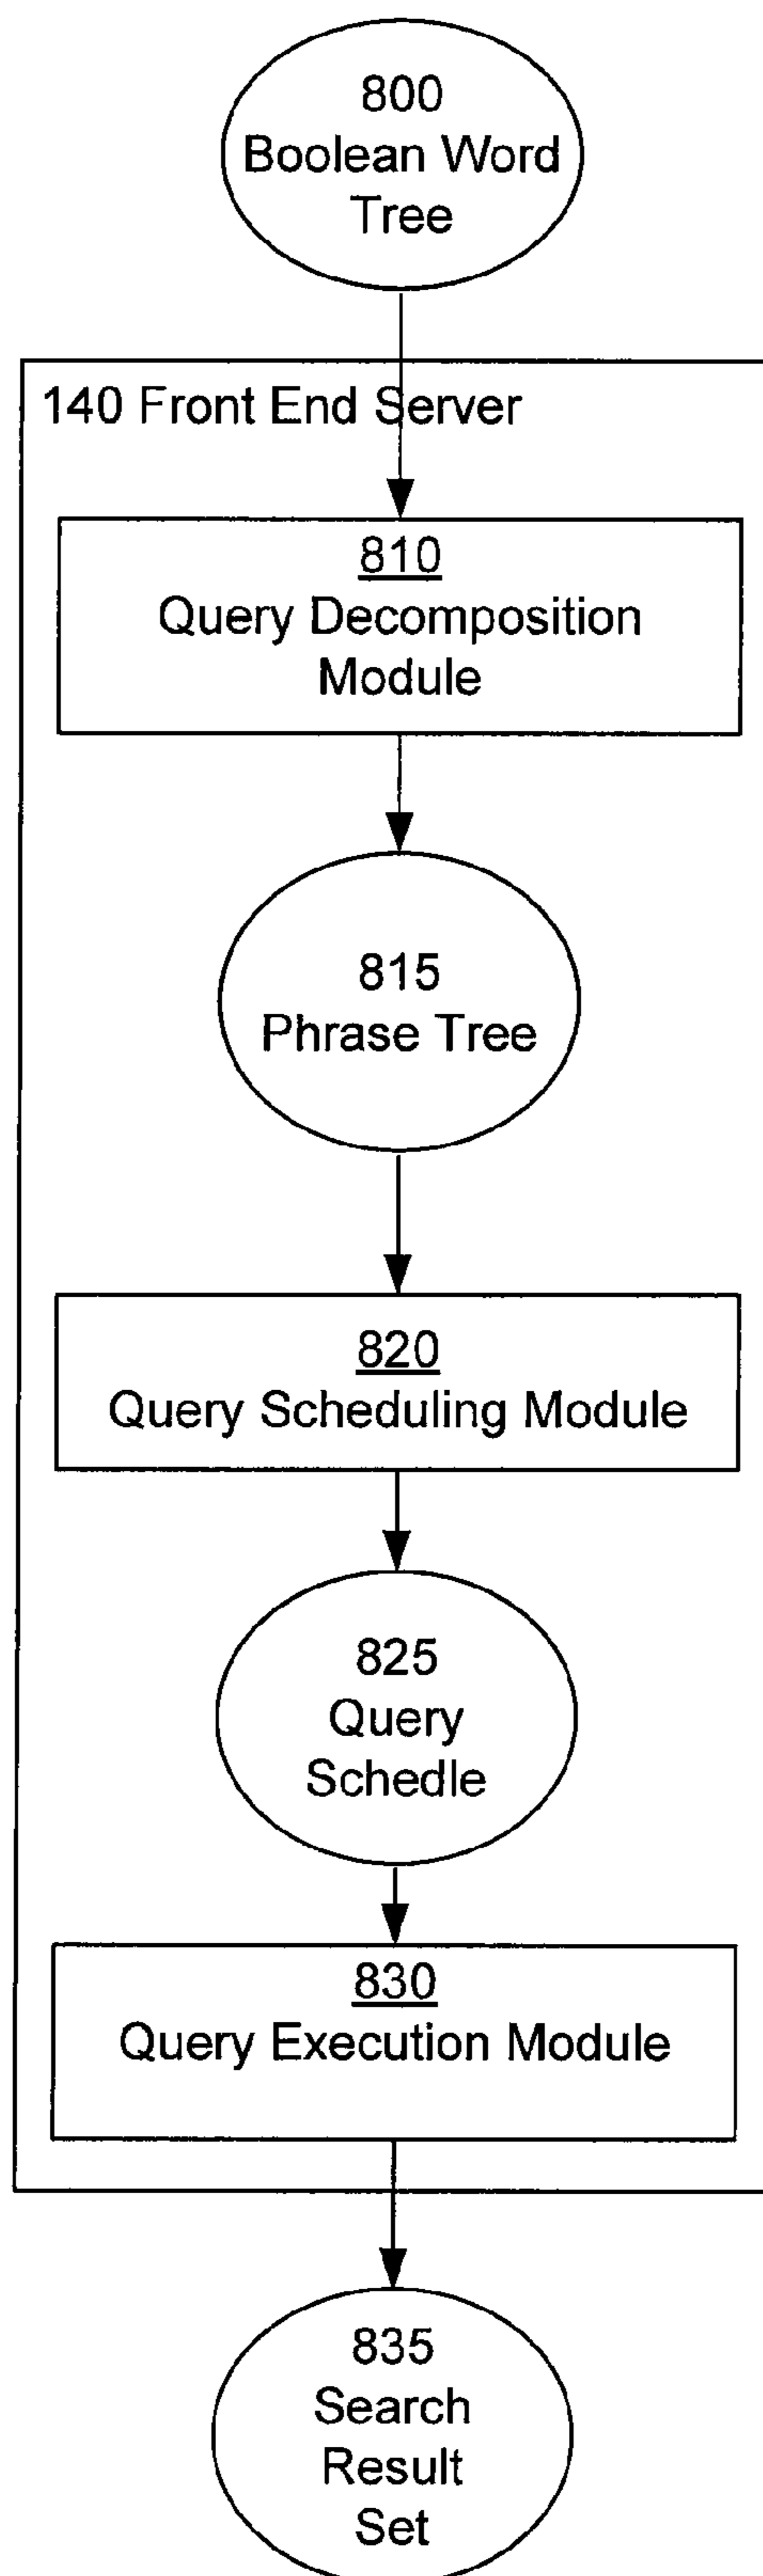 800
Boolean Word
Tree
140 Front End Server
810
Query Decomposition
Module
815
Phrase Tree
820
Query Scheduling Module
825
Query
Schedle
830
Query Execution Module
835
Search
Result
Set